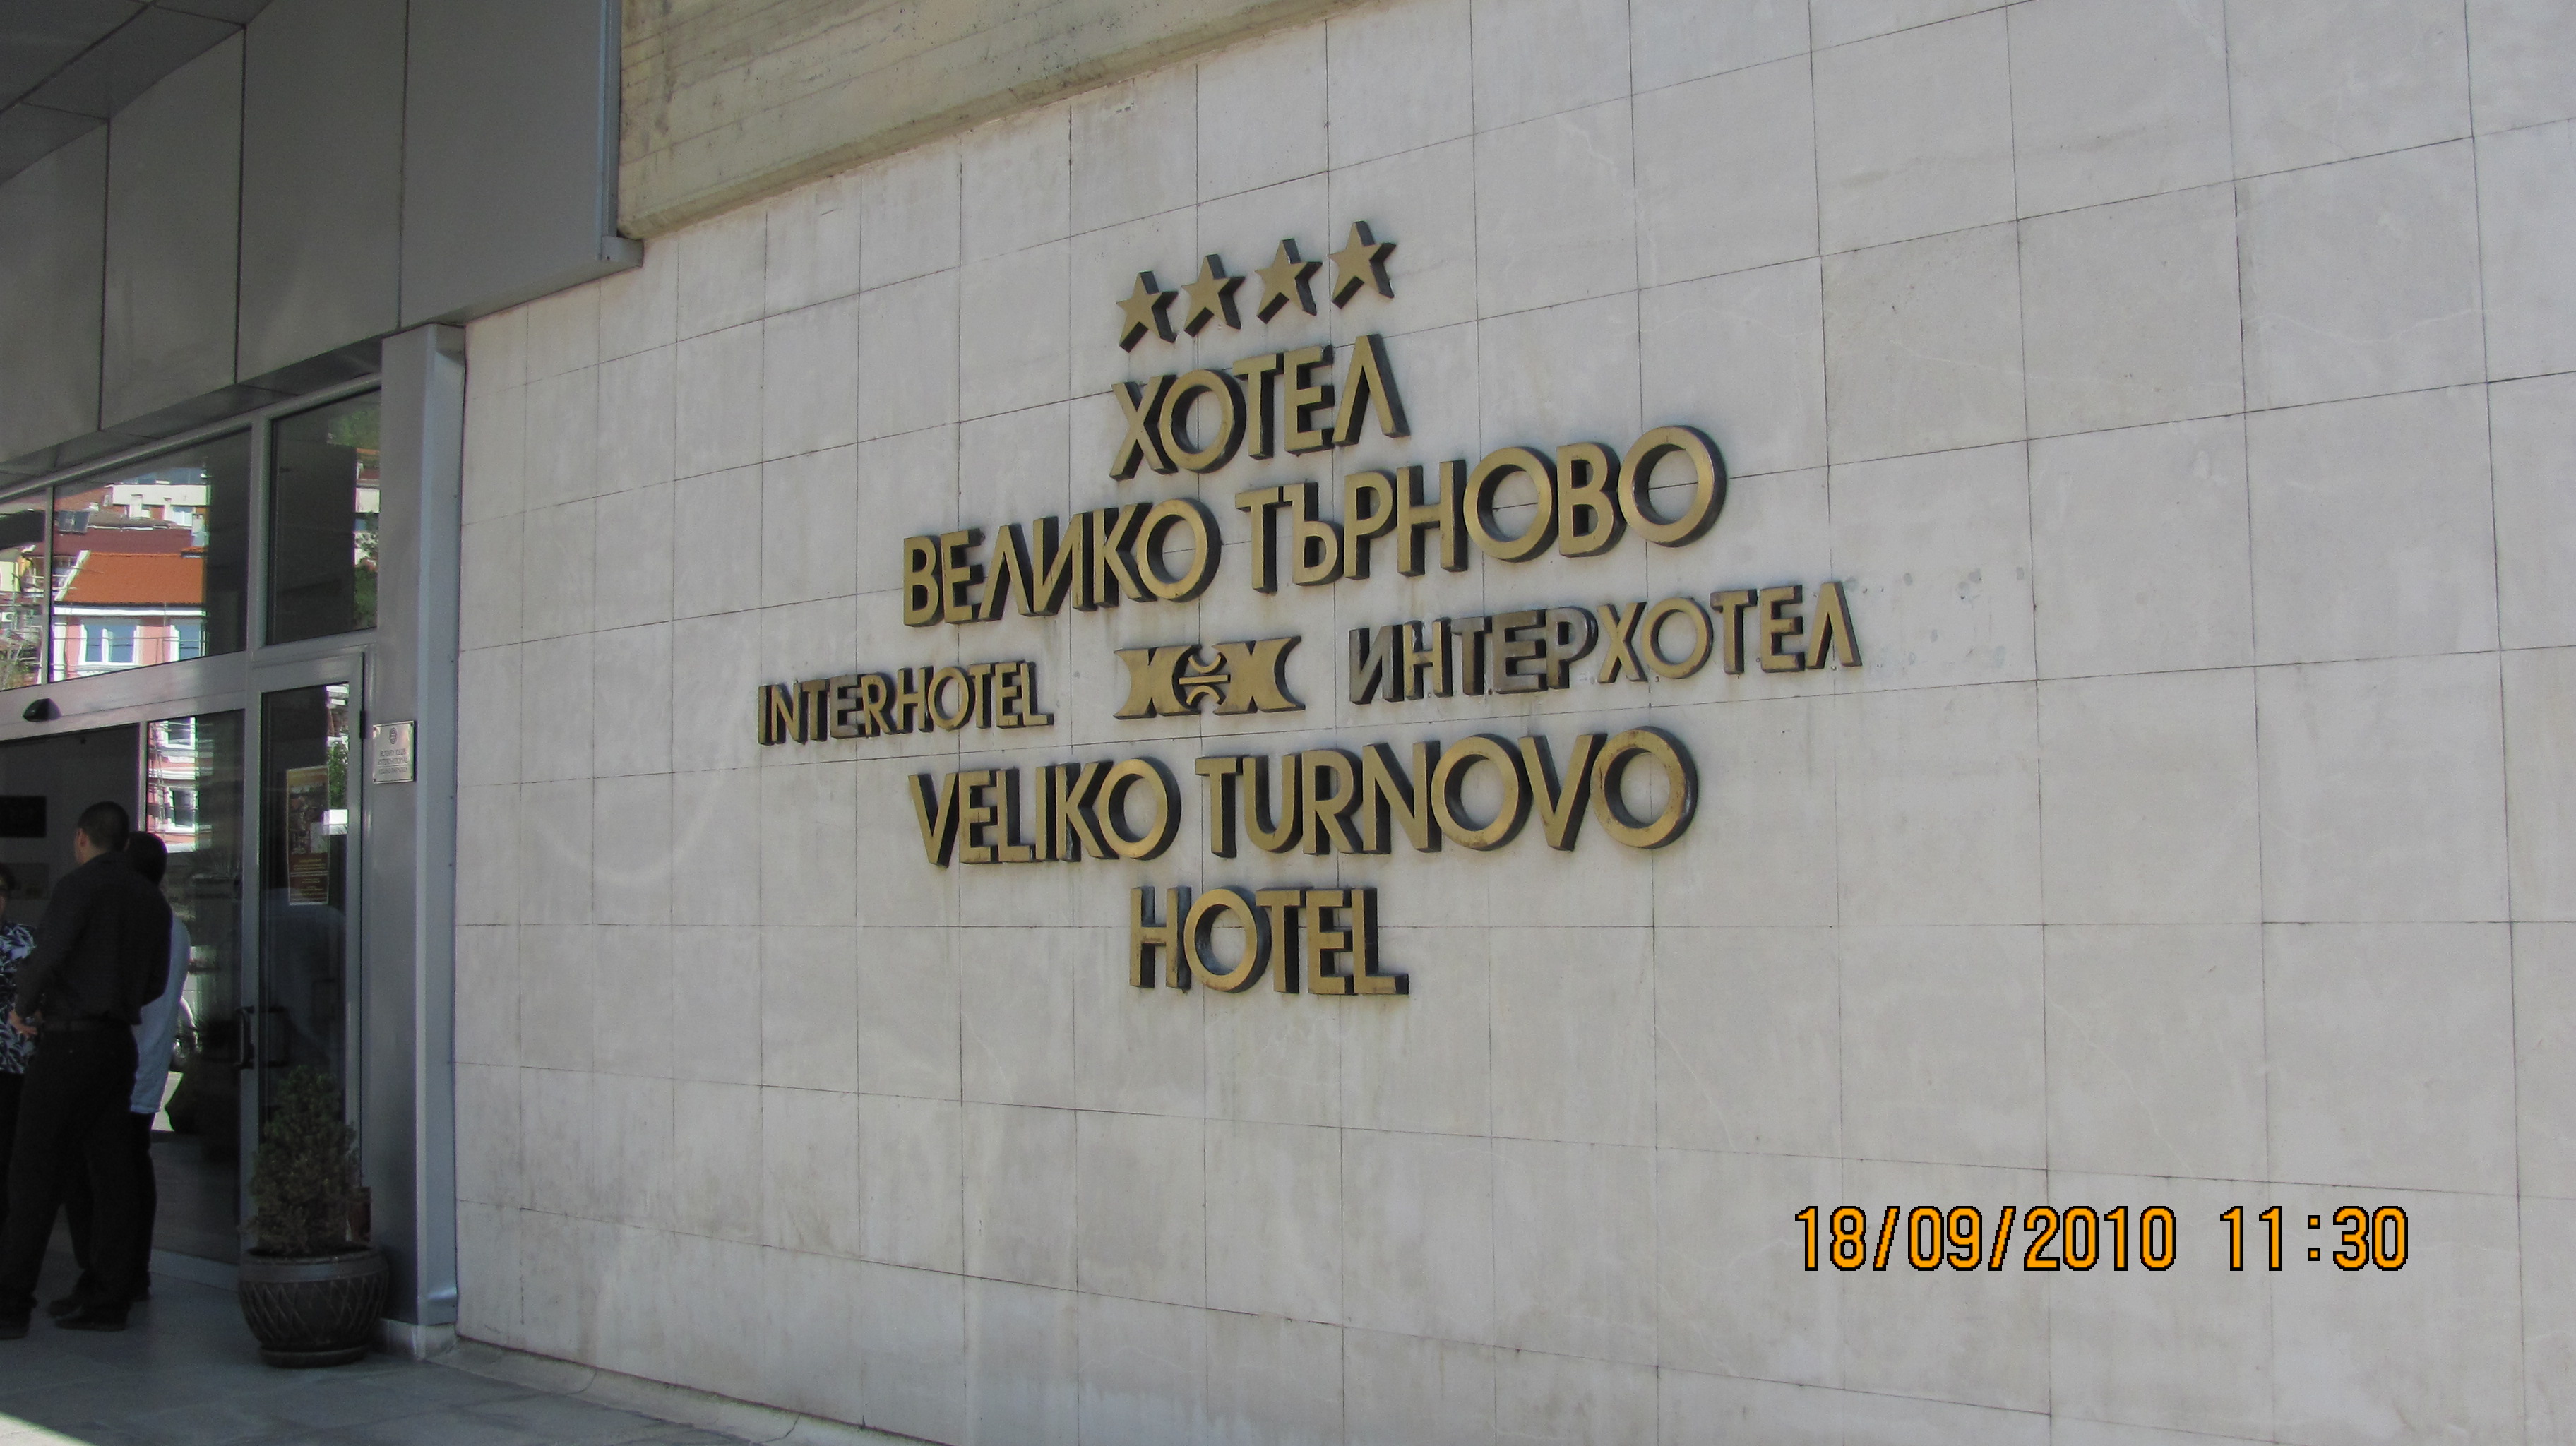 ХОТЕЛ
ВЕЛИКО ТЪРНОВО
INTERHOTEL ИНТЕРХОТЕЛ
VELIKO TURNOVO
HOTEL
18/09/2010 11:30